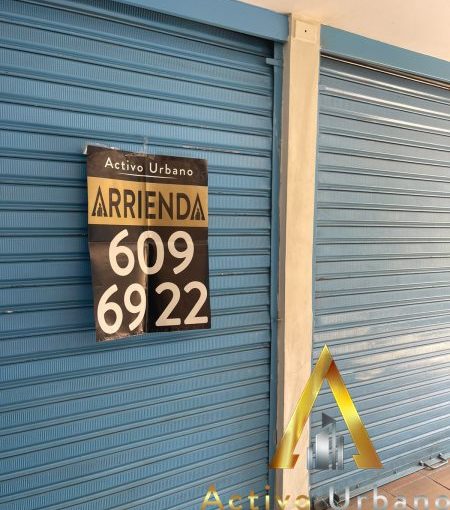 Activo Urbano
ARRIENDA
609
69 22
Activo Urbano